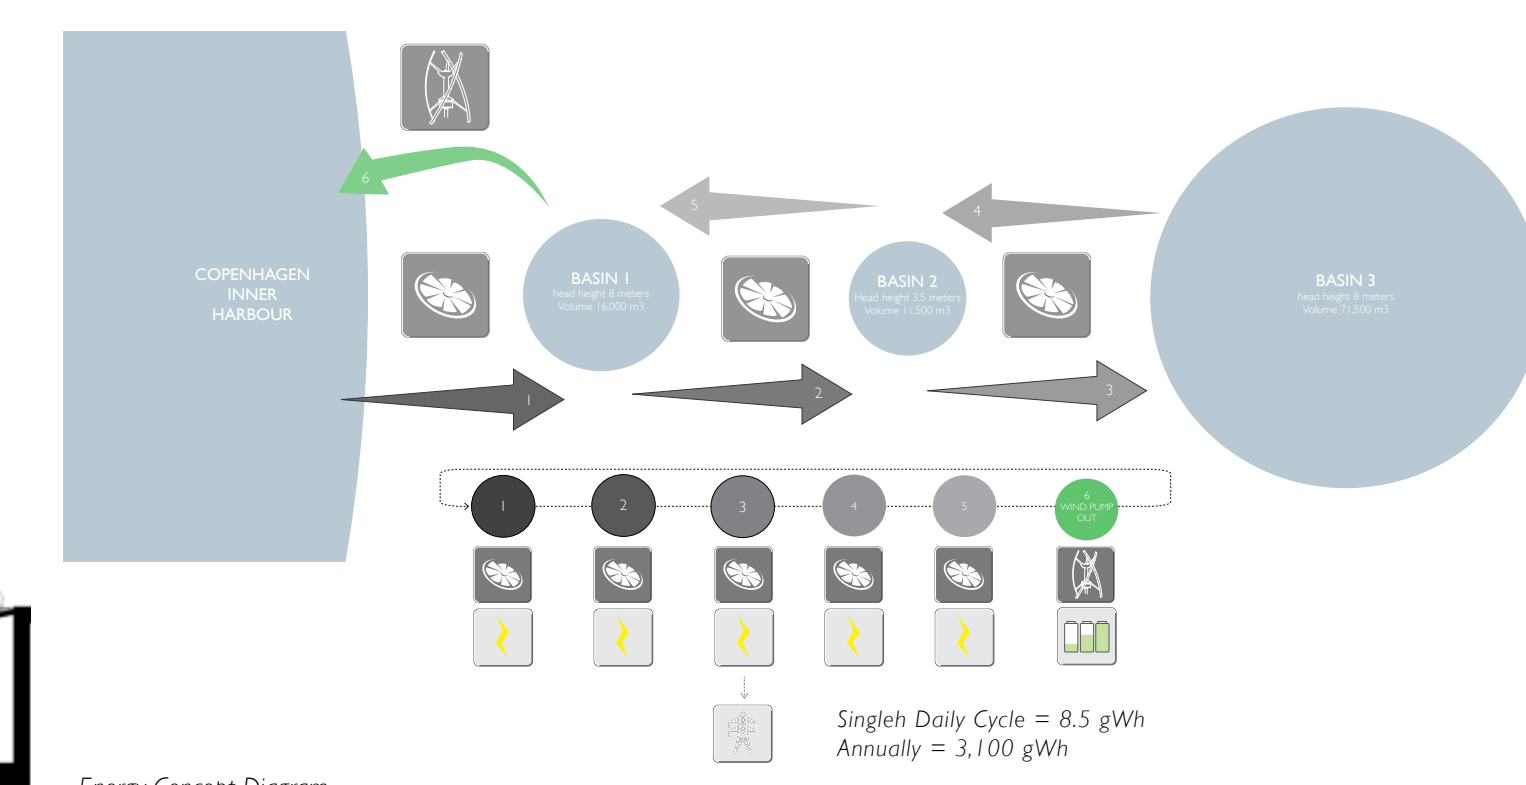 6
5
4
COPENHAGEN
INNER
HARBOUR
BASIN 1
head height 8 meters
Volume 16,000 m3
BASIN 2
Head height 3.5 meters
Volume 11,500 m3
BASIN 3
head height 8 meters
Volume 71,500 m3
1
2
3
1
2
3
4
5
6
WIND PUMP
OUT
Singleh Daily Cycle = 8.5 gWh
Annually = 3,100 gWh
Energy Concept Diagram